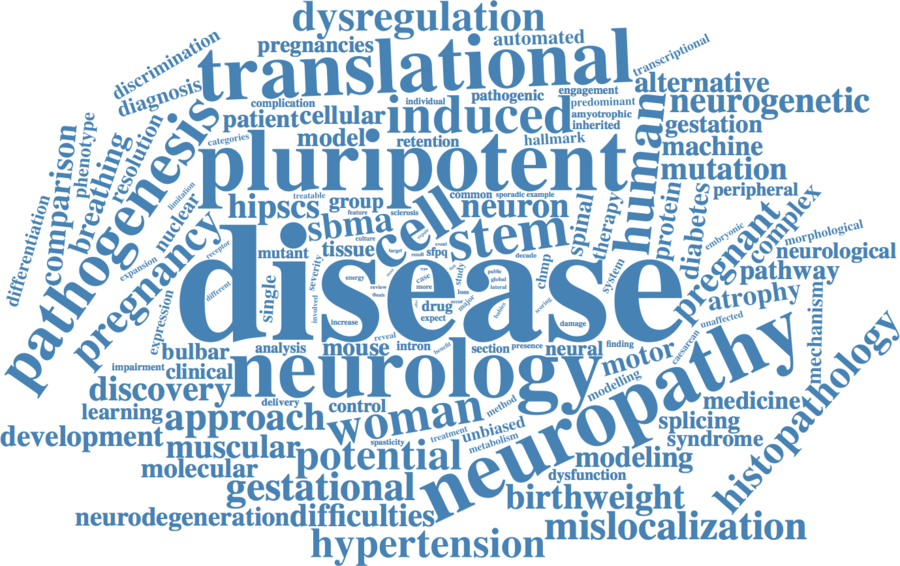 dysregulation
pregnancies
automated
transcriptional
discrimination
translational
alternative
diagnosis
complication
individual
pathogenic
engagement
predominant
neurogenetic
patient
cellular
induced
amyotrophic
inherited
gestation
phenotype
resolution
categories
model
retention
hallmark
machine
comparison
breathing
pathogenesis
pluripotent
human
mutation
limitation
treatable
common
sporadic example
protein
peripheral
nuclear
hipscs
group
feature
sclerosis
cell
neuron
spinal
therapy
diabetes
pregnant
complex
differentiation
sbma
stem
embryonic
morphological
expansion
receptor
mutant
tissue
culture
target
result
sfpq
event
decade
neurological
pregnancy
disease
severity
energy
type
case
more
study
public
global
camp
system
pathway
different
single
involved
review
thus
loss
lateral
atrophy
expression
drug
major
babies
scoring
mechanism
increase
expect
damage
unaffected
reveal
benefit
bulbar
analysis
mouse
intron
section
presence
neural
finding
caesarean
impairment
clinical
neurology
motor
neuropathy
modelling
histopathology
discovery
delivery
control
method
medicine
learning
approach
woman
treatment
unbiased
splicing
development
spasticity
metabolism
syndrome
muscular
potential
modeling
molecular
dysfunction
gestational
birthweight
neurodegeneration
difficulties
mislocalization
hypertension